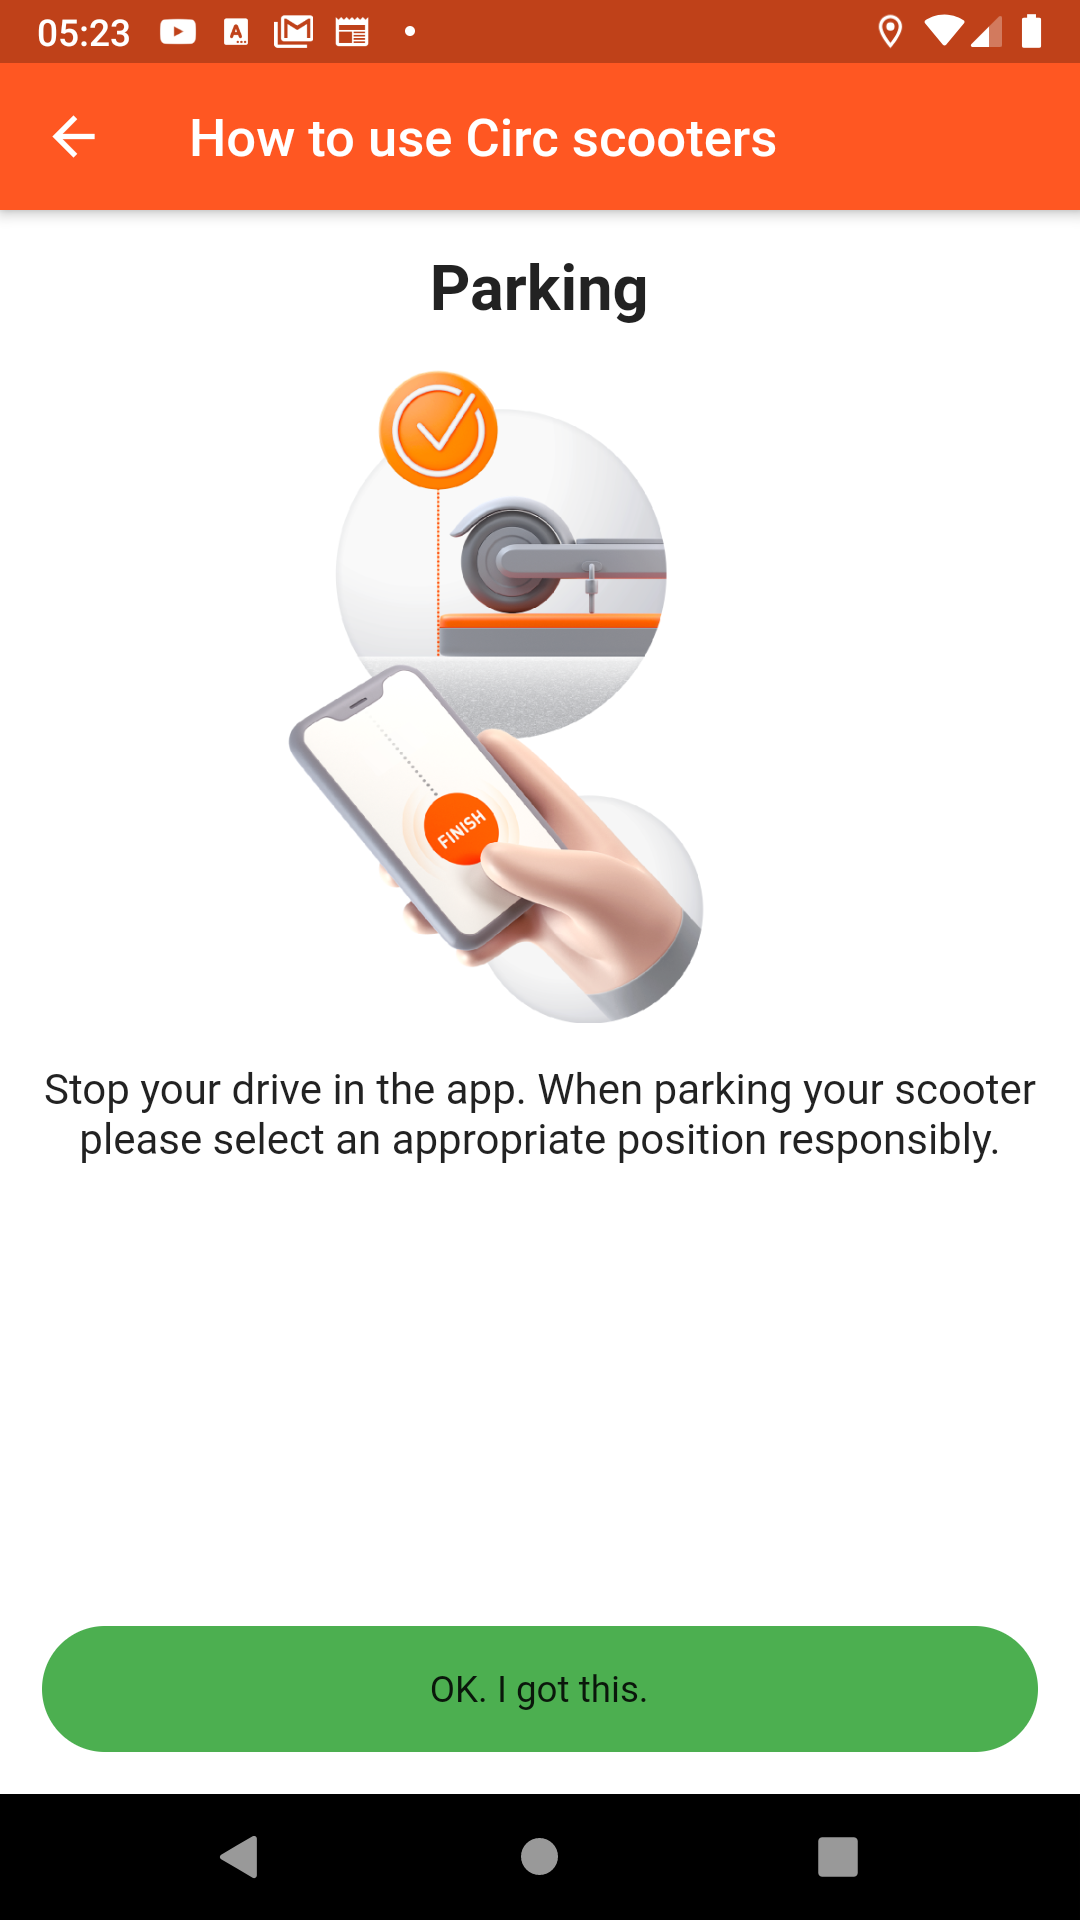 05:23
How to use Circ scooters
Parking
FINISH
Stop your drive in the app. When parking your scooter
please select an appropriate position responsibly.
OK. I got this.